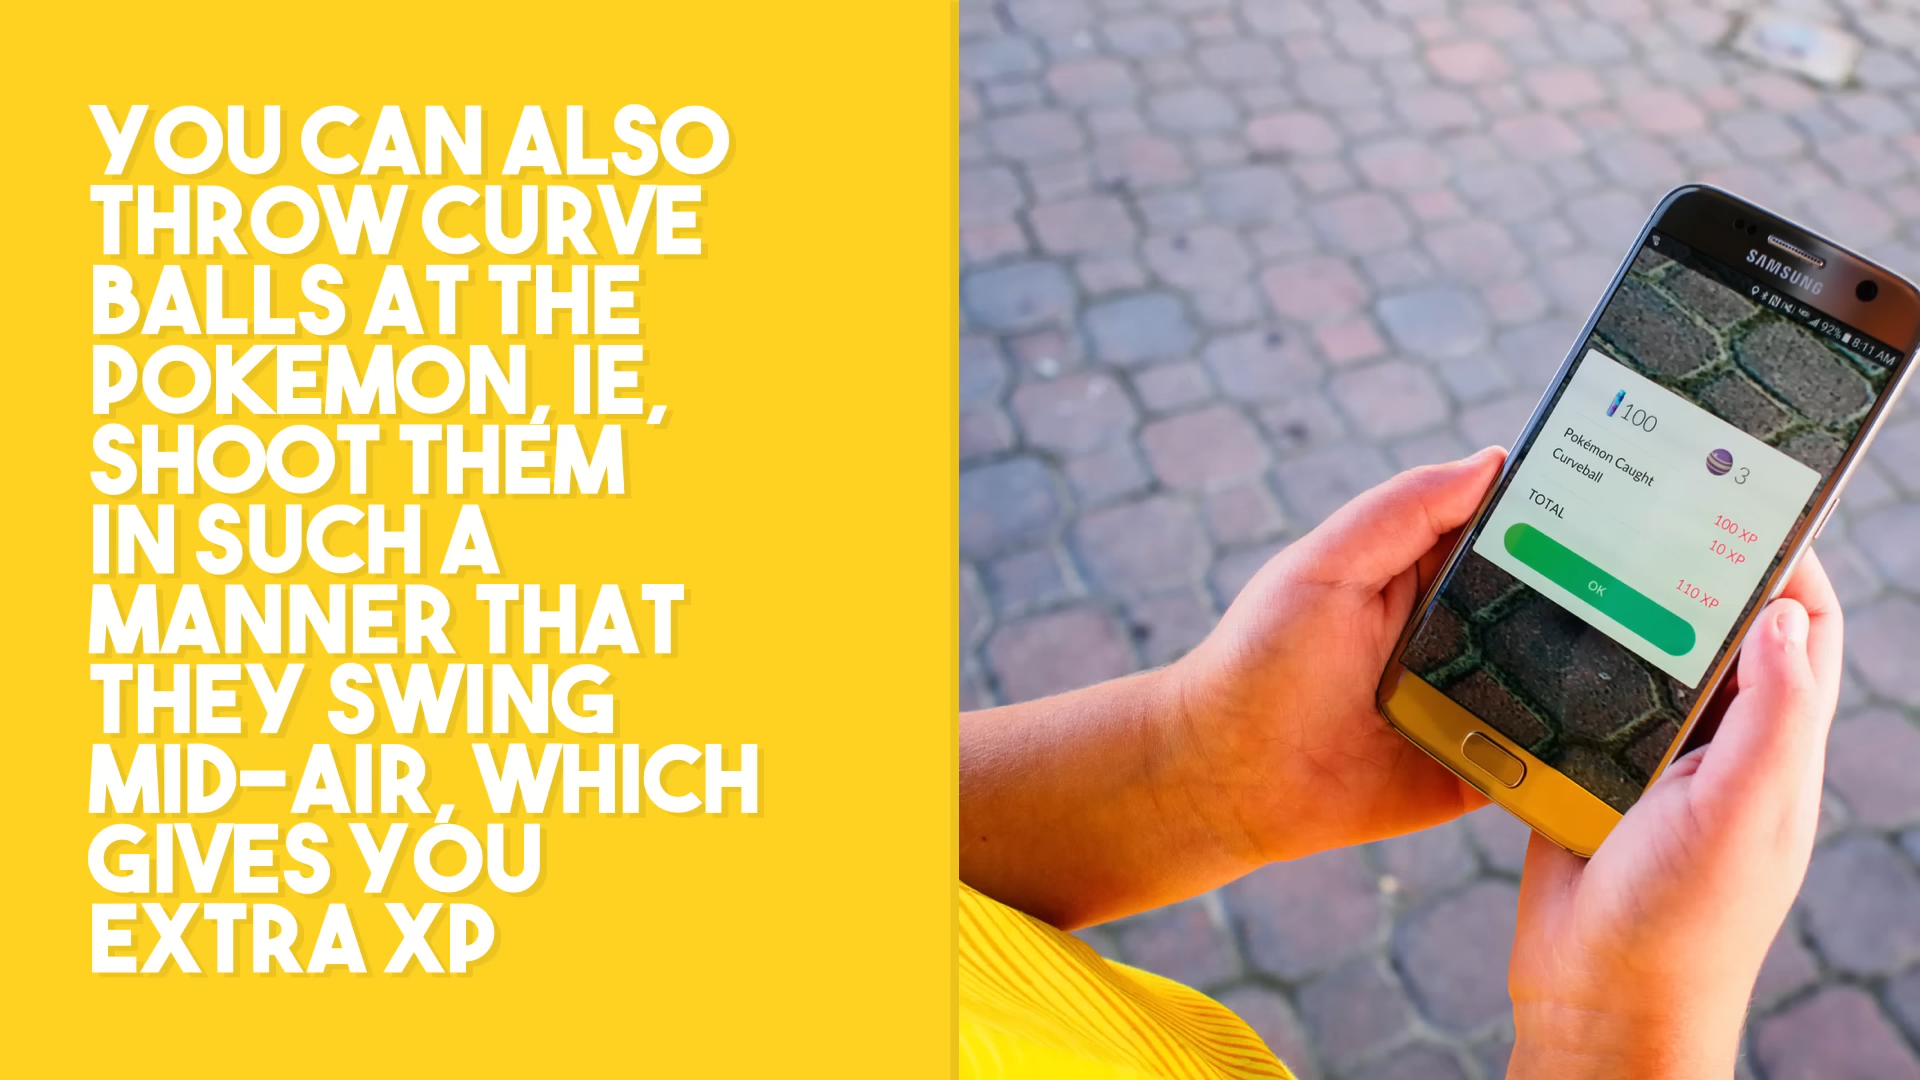 YOU CAN ALSO
THROW CURVE
BALLS AT THE
POKEMON, IE,
SHOOT THEM
IN SUCH A
MANNER THAT
THEY SWING
MID-AIR, WHICH
GIVES YOU
EXTRA XP
SAMSUNG
92% 8:11 AM
100
3
Pokémon Caught 100 XP
Curveball 10 XP
TOTAL 110 XP
OK